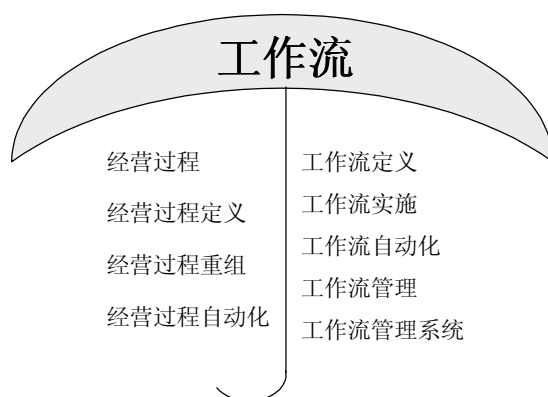 工作流
经营过程
经营过程定义
经营过程重组
经营过程自动化
工作流定义
工作流实施
工作流自动化
工作流管理
工作流管理系统